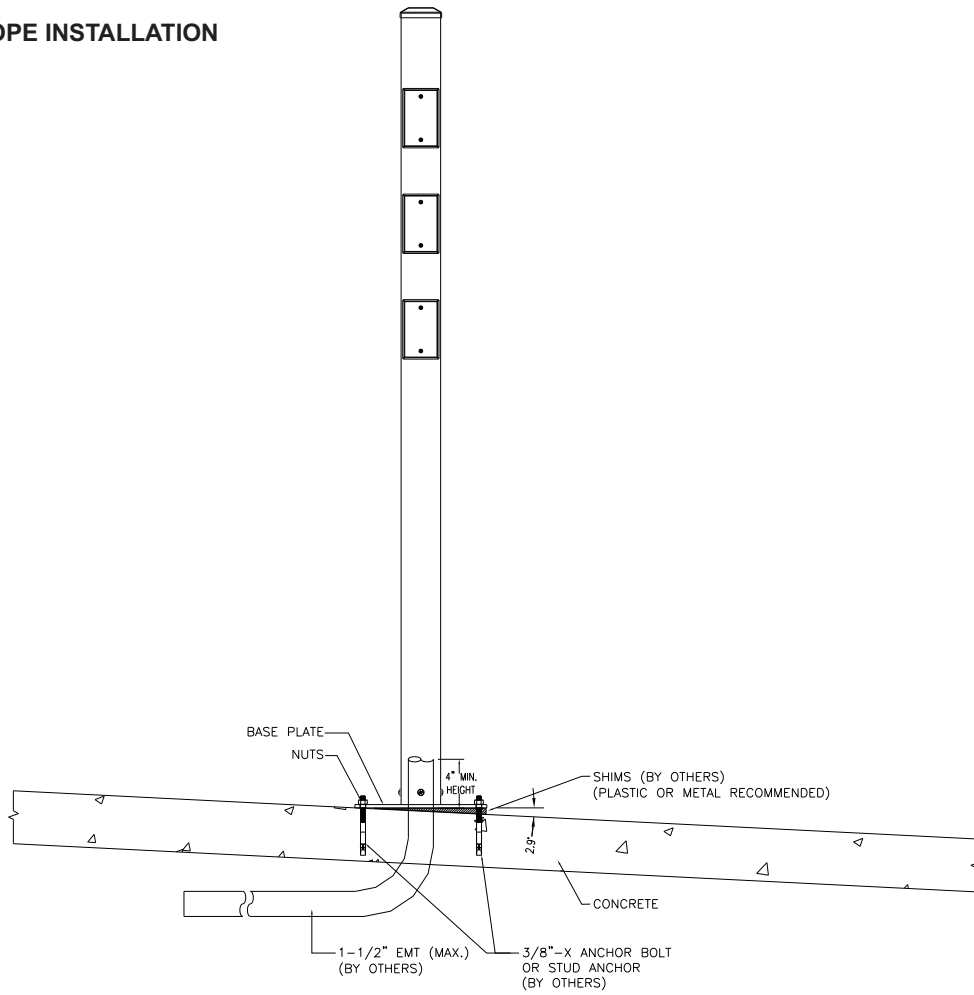 OPE INSTALLATION
BASE PLATE
NUTS
4" MIN.
HEIGHT
SHIMS (BY OTHERS)
(PLASTIC OR METAL RECOMMENDED)
2.9°
CONCRETE
1-1/2" EMT (MAX.)
(BY OTHERS)
3/8"-X ANCHOR BOLT
OR STUD ANCHOR
(BY OTHERS)